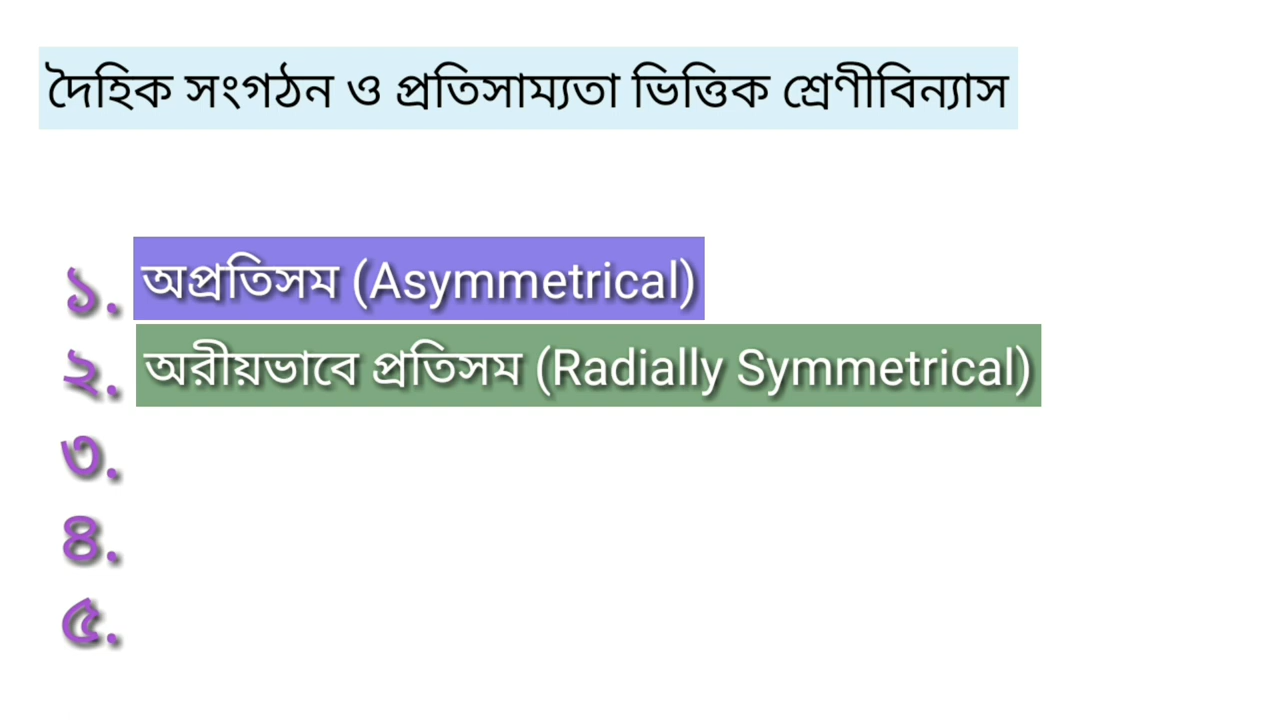 দৈহিক সংগঠন ও প্রতিসাম্যতা ভিত্তিক শ্রেণীবিন্যাস
১. অপ্রতিসম (Asymmetrical)
২. অরীয়ভাবে প্রতিসম (Radially Symmetrical)
৩.
৪.
৫.